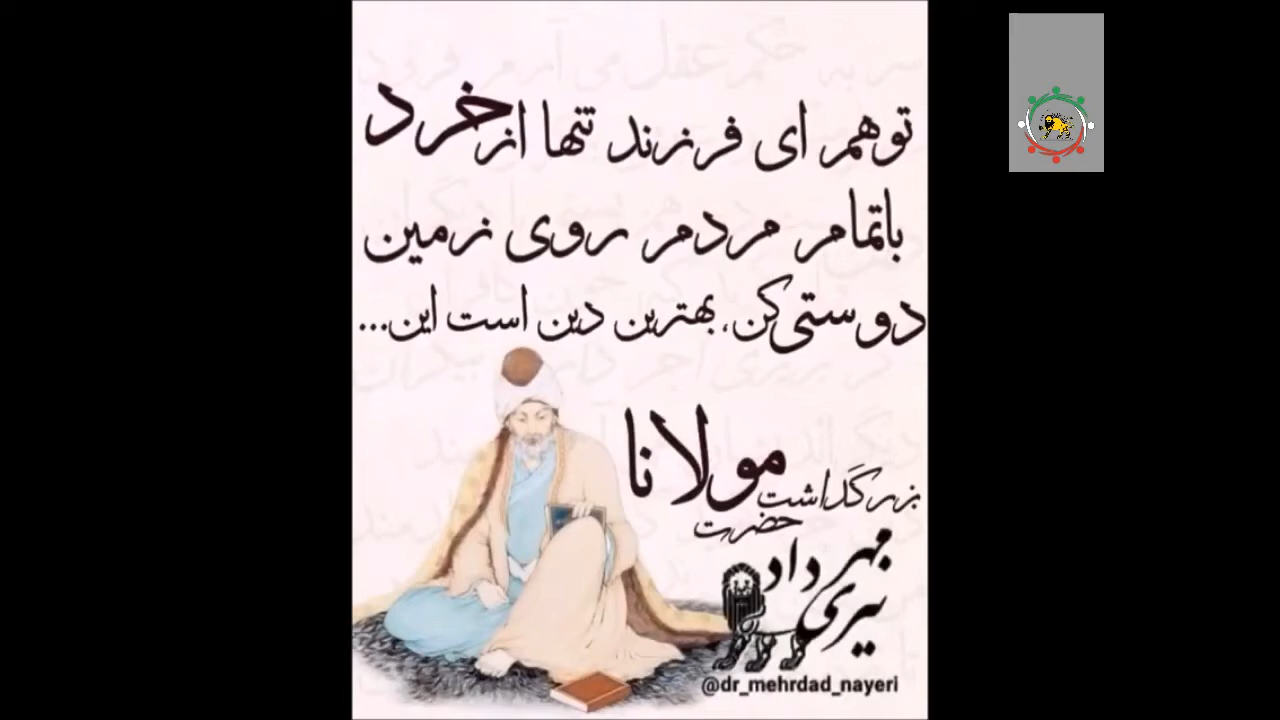 تو هم ای فرزند تنها از خرد
با تمام مردم روی زمین
دوستی کن، بهترین دین است این...
بزرگداشت
حضرت
مولانا
مهرداد
نیری
@dr_mehrdad_nayeri